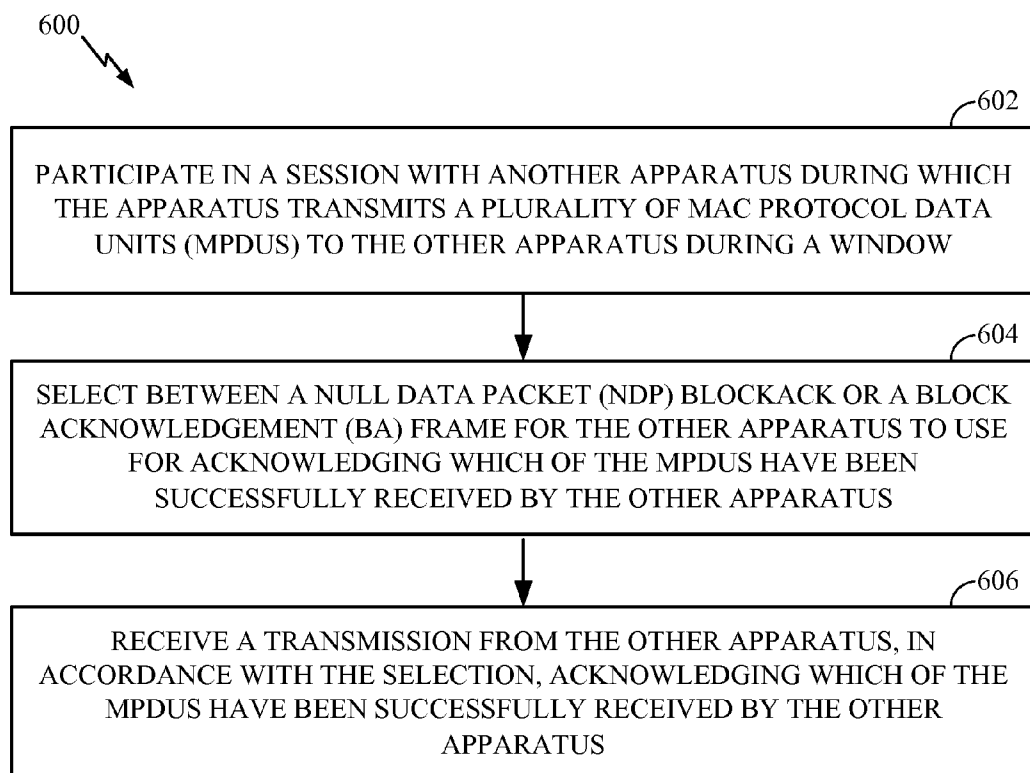 600
602
PARTICIPATE IN A SESSION WITH ANOTHER APPARATUS DURING WHICH
THE APPARATUS TRANSMITS A PLURALITY OF MAC PROTOCOL DATA
UNITS (MPDUS) TO THE OTHER APPARATUS DURING A WINDOW
604
SELECT BETWEEN A NULL DATA PACKET (NDP) BLOCKACK OR A BLOCK
ACKNOWLEDGEMENT (BA) FRAME FOR THE OTHER APPARATUS TO USE
FOR ACKNOWLEDGING WHICH OF THE MPDUS HAVE BEEN
SUCCESSFULLY RECEIVED BY THE OTHER APPARATUS
606
RECEIVE A TRANSMISSION FROM THE OTHER APPARATUS, IN
ACCORDANCE WITH THE SELECTION, ACKNOWLEDGING WHICH OF THE
MPDUS HAVE BEEN SUCCESSFULLY RECEIVED BY THE OTHER
APPARATUS